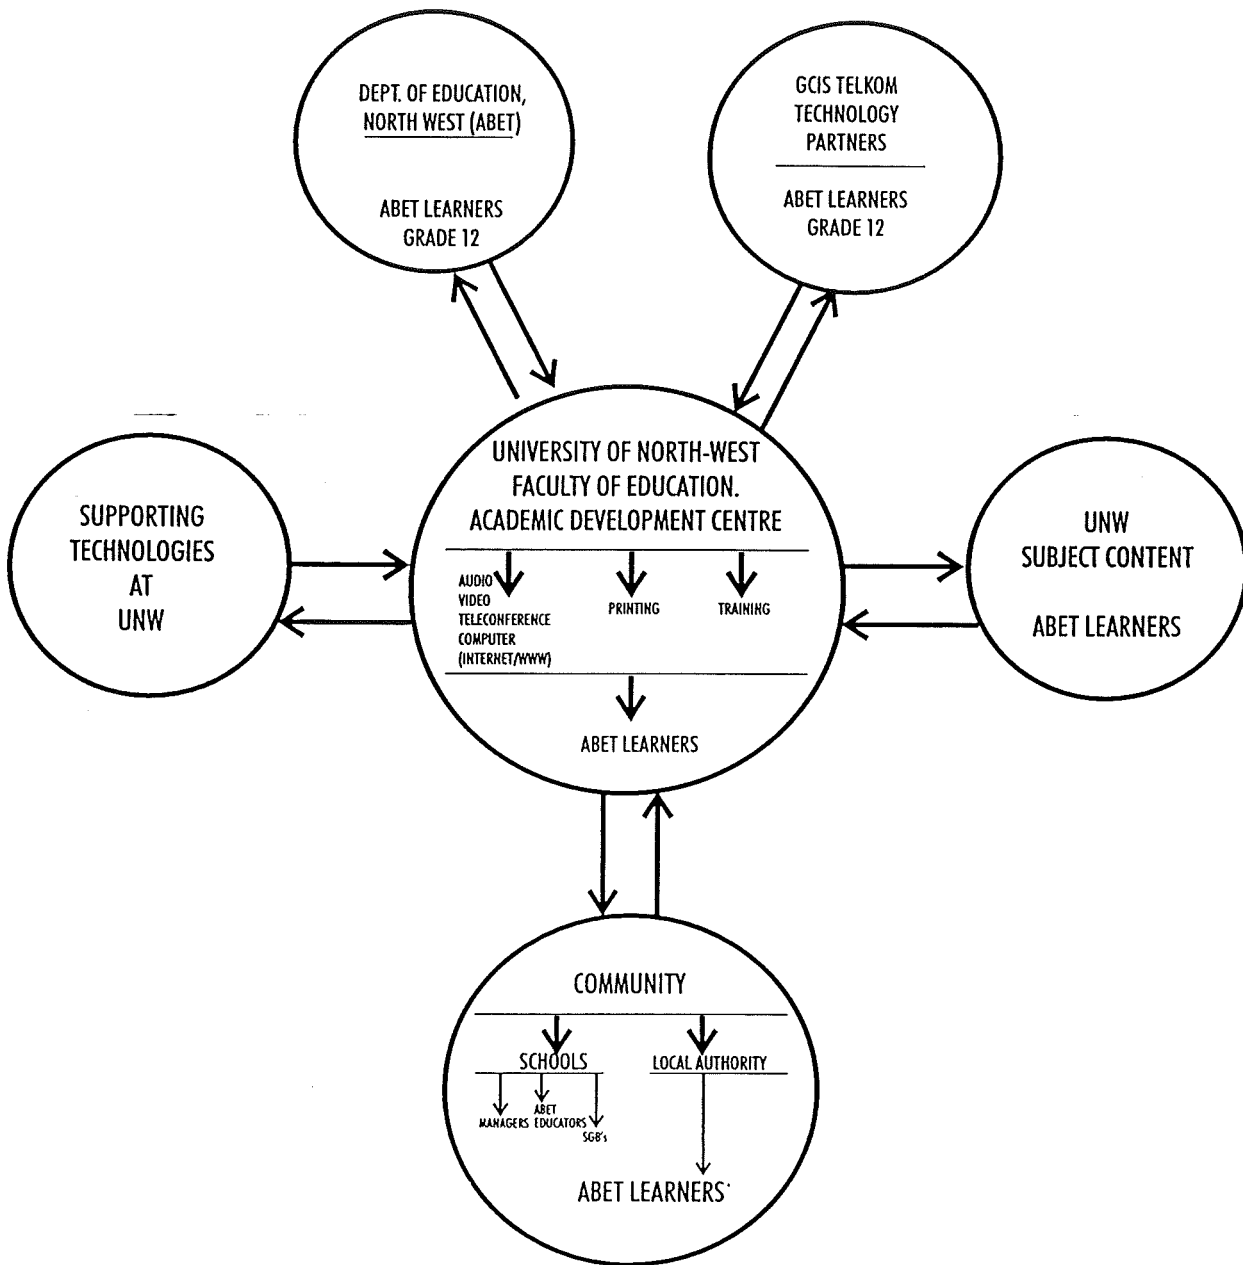 DEPT. OF EDUCATION,
NORTH WEST (ABET)
ABET LEARNERS
GRADE 12
GCIS TELKOM
TECHNOLOGY
PARTNERS
ABET LEARNERS
GRADE 12
SUPPORTING
TECHNOLOGIES
AT
UNW
UNIVERSITY OF NORTH-WEST
FACULTY OF EDUCATION.
ACADEMIC DEVELOPMENT CENTRE
AUDIO
VIDEO
TELECONFERENCE
COMPUTER
(INTERNET/WWW)
PRINTING
TRAINING
ABET LEARNERS
UNW
SUBJECT CONTENT
ABET LEARNERS
COMMUNITY
SCHOOLS
LOCAL AUTHORITY
MANAGERS
ABET
EDUCATORS
SGB's
ABET LEARNERS